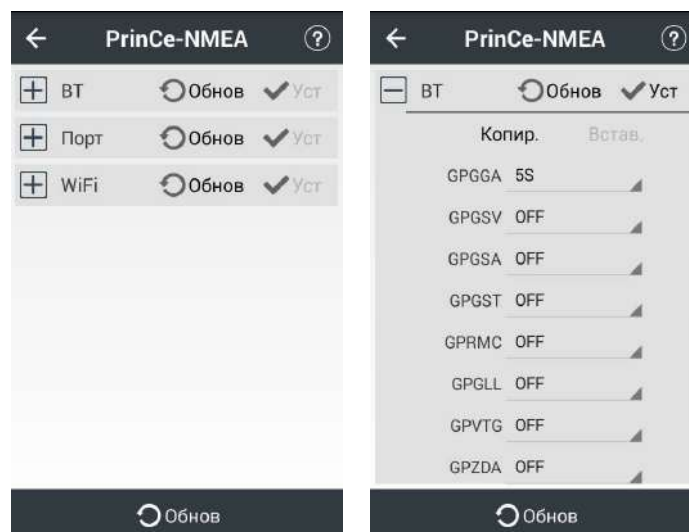 PrinCe-NMEA ?
BT Обнов Уст
Порт Обнов Уст
WiFi Обнов Уст
Обнов
PrinCe-NMEA ?
BT Обнов Уст
Копир. Встав.
GPGGA 5S
GPGSV OFF
GPGSA OFF
GPGST OFF
GPRMC OFF
GPGLL OFF
GPVTG OFF
GPZDA OFF
Обнов